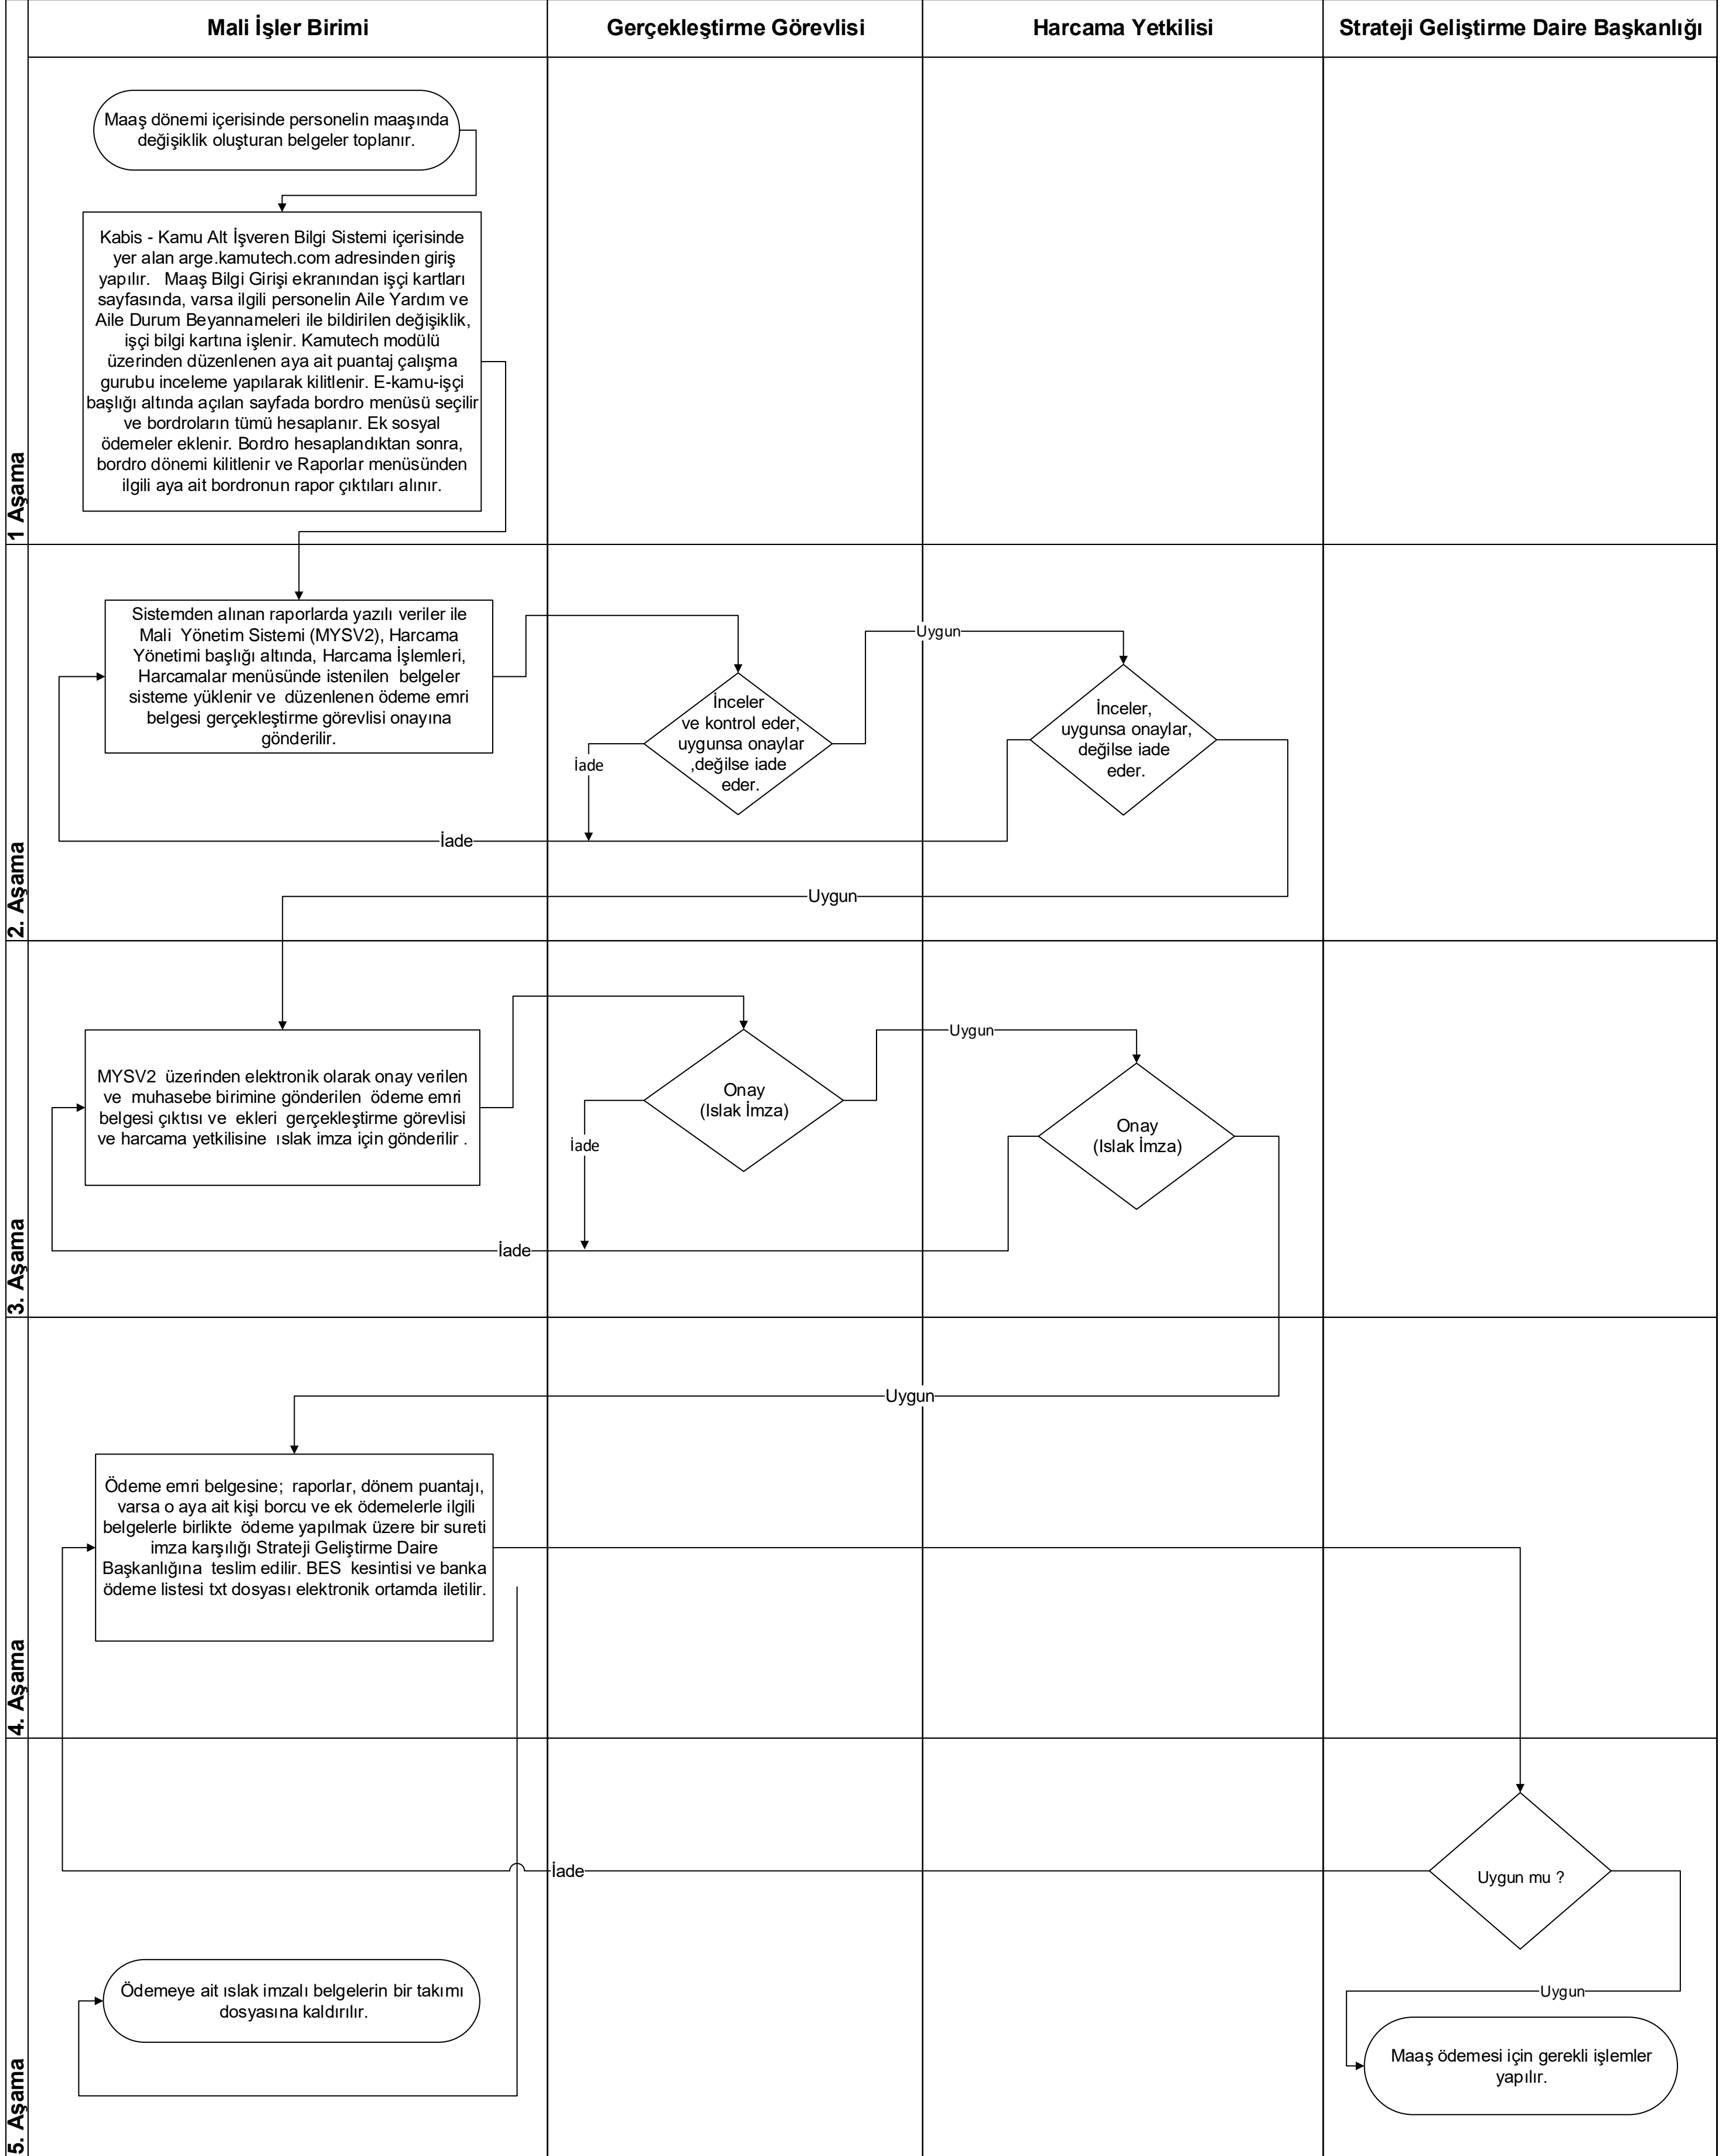 Mali İşler Birimi
Gerçekleştirme Görevlisi
Harcama Yetkilisi
Strateji Geliştirme Daire Başkanlığı
1 Aşama
Maaş dönemi içerisinde personelin maaşında
değişiklik oluşturan belgeler toplanır.
Kabis - Kamu Alt İşveren Bilgi Sistemi içerisinde
yer alan arge.kamutech.com adresinden giriş
yapılır. Maaş Bilgi Girişi ekranından işçi kartları
sayfasında, varsa ilgili personelin Aile Yardım ve
Aile Durum Beyannameleri ile bildirilen değişiklik,
işçi bilgi kartına işlenir. Kamutech modülü
üzerinden düzenlenen aya ait puantaj çalışma
gurubu inceleme yapılarak kilitlenir. E-kamu-işçi
başlığı altında açılan sayfada bordro menüsü seçilir
ve bordroların tümü hesaplanır. Ek sosyal
ödemeler eklenir. Bordro hesaplandıktan sonra,
bordro dönemi kilitlenir ve Raporlar menüsünden
ilgili aya ait bordronun rapor çıktıları alınır.
2. Aşama
Sistemden alınan raporlarda yazılı veriler ile
Mali Yönetim Sistemi (MYSV2), Harcama
Yönetimi başlığı altında, Harcama İşlemleri,
Harcamalar menüsünde istenilen belgeler
sisteme yüklenir ve düzenlenen ödeme emri
belgesi gerçekleştirme görevlisi onayına
gönderilir.
İnceler
ve kontrol eder,
uygunsa onaylar
,değilse iade
eder.
İade
Uygun
İnceler,
uygunsa onaylar,
değilse iade
eder.
İade
Uygun
3. Aşama
MYSV2 üzerinden elektronik olarak onay verilen
ve muhasebe birimine gönderilen ödeme emri
belgesi çıktısı ve ekleri gerçekleştirme görevlisi
ve harcama yetkilisine ıslak imza için gönderilir .
Onay
(Islak İmza)
İade
Uygun
Onay
(Islak İmza)
İade
4. Aşama
Uygun
Ödeme emri belgesine; raporlar, dönem puantajı,
varsa o aya ait kişi borcu ve ek ödemelerle ilgili
belgelerle birlikte ödeme yapılmak üzere bir sureti
imza karşılığı Strateji Geliştirme Daire
Başkanlığına teslim edilir. BES kesintisi ve banka
ödeme listesi txt dosyası elektronik ortamda iletilir.
5. Aşama
Uygun mu ?
İade
Uygun
Ödemeye ait ıslak imzalı belgelerin bir takımı
dosyasına kaldırılır.
Maaş ödemesi için gerekli işlemler
yapılır.